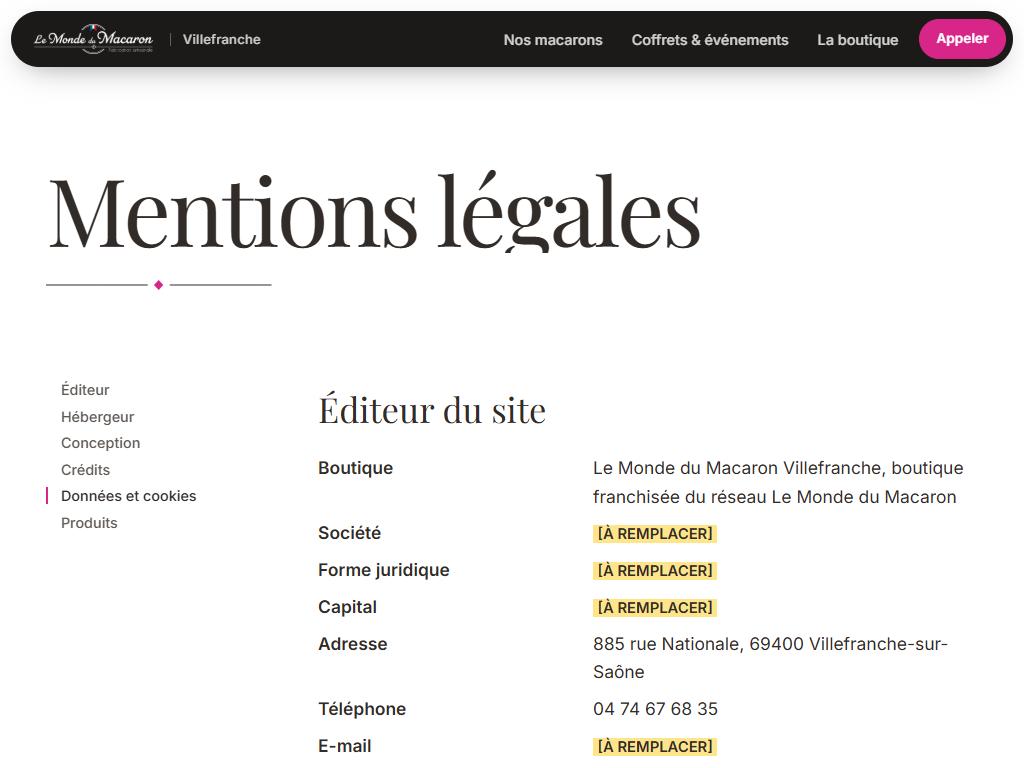 Le Monde du Macaron
Fabrication artisanale
Villefranche
Nos macarons
Coffrets & événements
La boutique
Appeler
Mentions légales
Éditeur
Hébergeur
Conception
Crédits
Données et cookies
Produits
Éditeur du site
Boutique
Le Monde du Macaron Villefranche, boutique
franchisée du réseau Le Monde du Macaron
Société
[À REMPLACER]
Forme juridique
[À REMPLACER]
Capital
[À REMPLACER]
Adresse
885 rue Nationale, 69400 Villefranche-sur-
Saône
Téléphone
04 74 67 68 35
E-mail
[À REMPLACER]